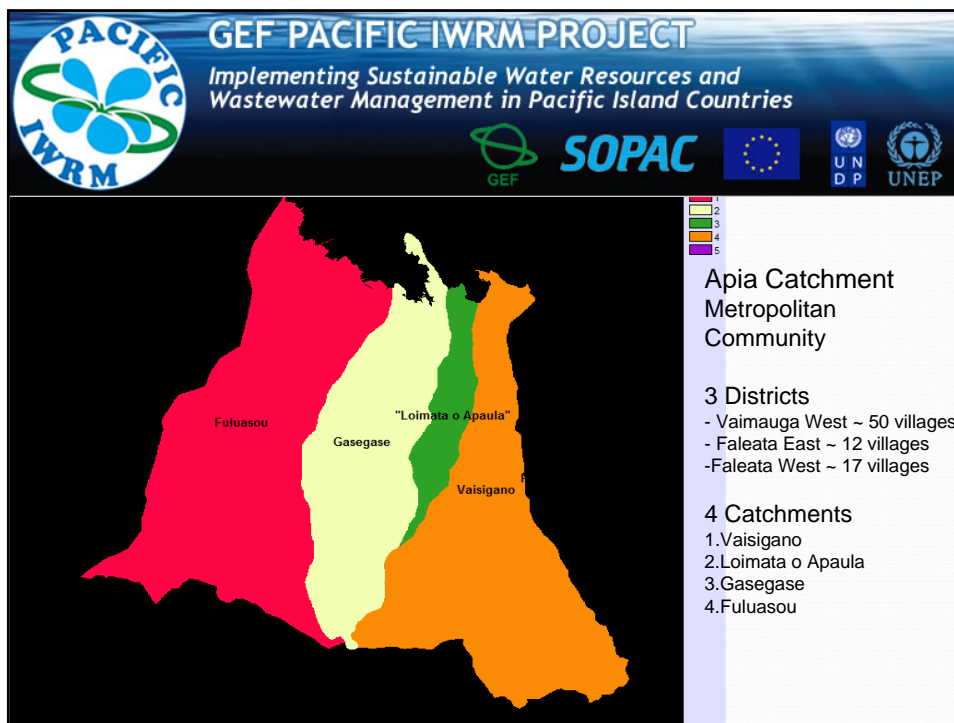 PACIFIC
IWRM
GEF PACIFIC IWRM PROJECT
Implementing Sustainable Water Resources and
Wastewater Management in Pacific Island Countries
GEF
SOPAC
U N
D P
UNEP
1
2
3
4
5
Fuluasou
Gasegase
"Loimata o Apaula"
Vaisigano
Apia Catchment
Metropolitan
Community
3 Districts
- Vaimauga West ~ 50 villages
- Faleata East ~ 12 villages
-Faleata West ~ 17 villages
4 Catchments
1.Vaisigano
2.Loimata o Apaula
3.Gasegase
4.Fuluasou